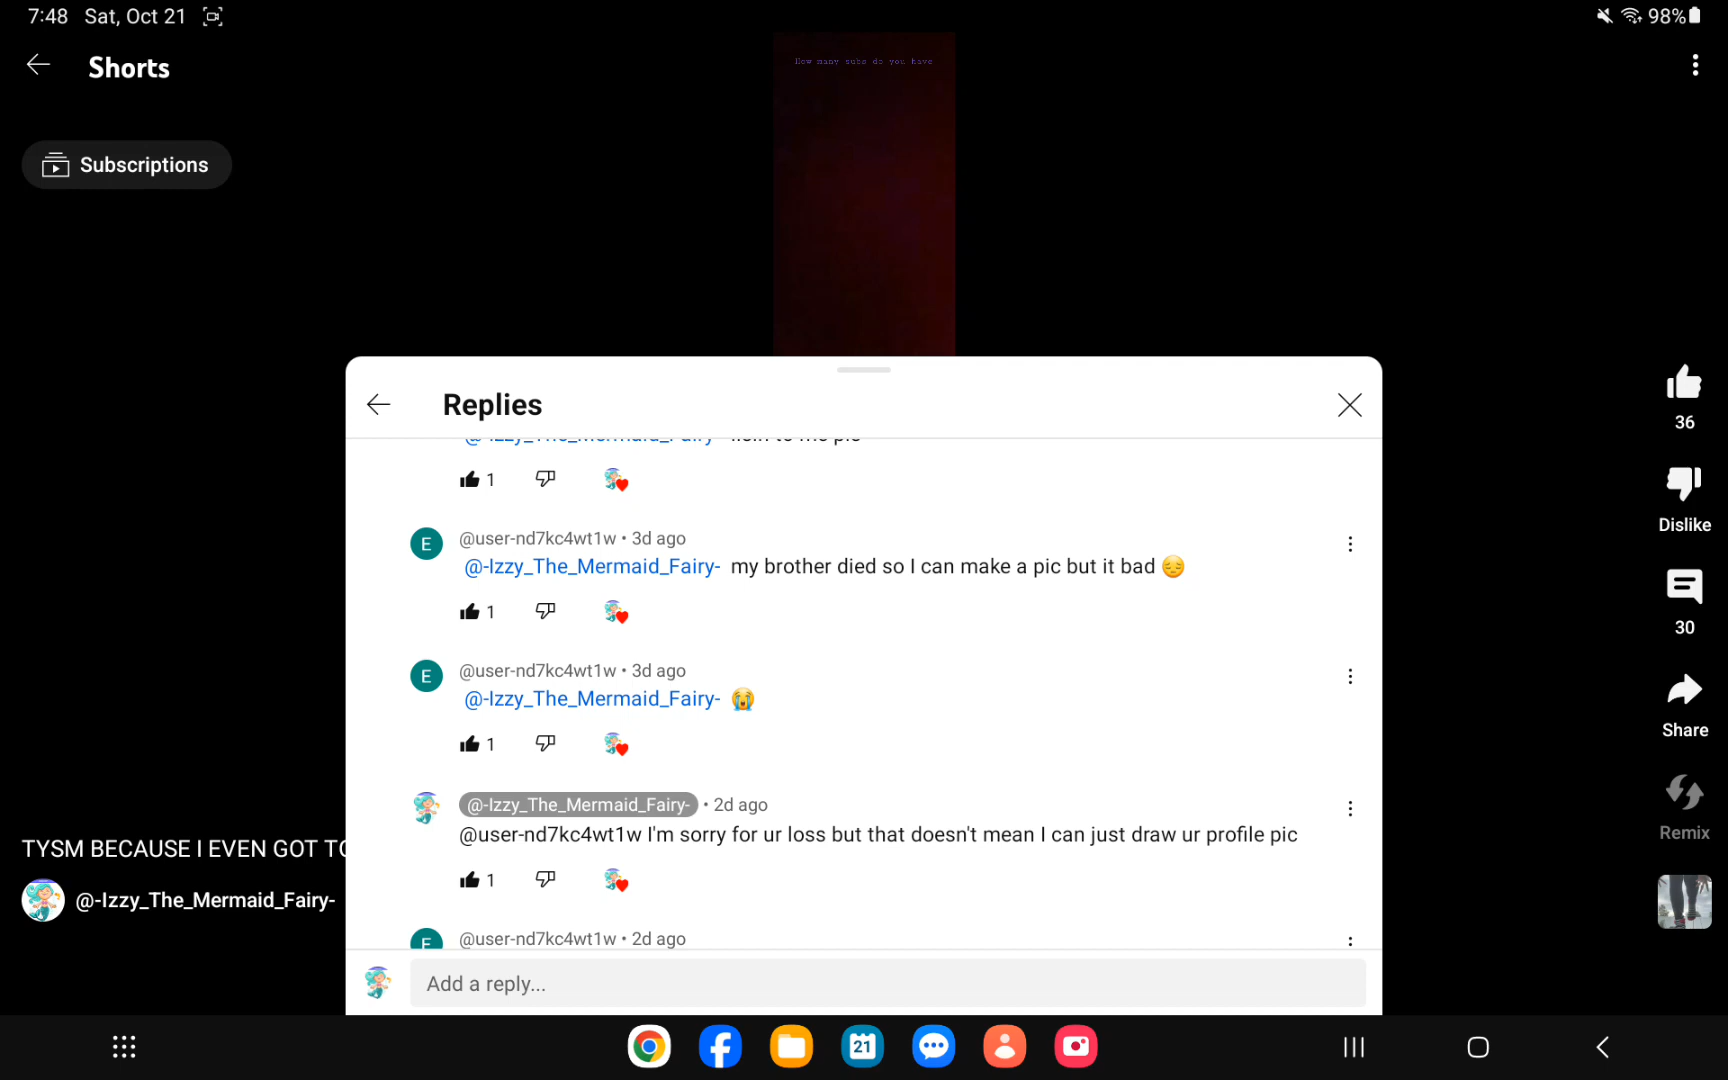 7:48 Sat, Oct 21
98%
Shorts
How many subs do you have
Subscriptions
Replies
@-Izzy_The_Mermaid_Fairy-
1
@user-nd7kc4wt1w • 3d ago
@-Izzy_The_Mermaid_Fairy- my brother died so I can make a pic but it bad 😔
1
@user-nd7kc4wt1w • 3d ago
@-Izzy_The_Mermaid_Fairy- 😭
1
@-Izzy_The_Mermaid_Fairy- • 2d ago
@user-nd7kc4wt1w I'm sorry for ur loss but that doesn't mean I can just draw ur profile pic
1
E @user-nd7kc4wt1w • 2d ago
Add a reply...
E
E
36
Dislike
30
Share
Remix
TYSM BECAUSE I EVEN GOT
@-Izzy_The_Mermaid_Fairy-
21